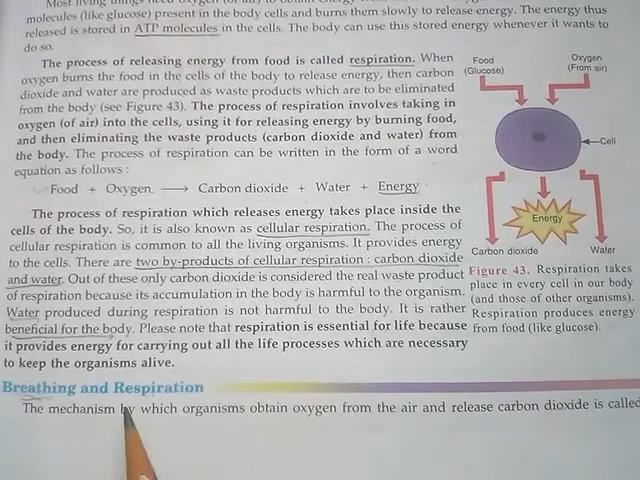 Most living things need oxygen (of air) to obtain energy
molecules (like glucose) present in the body cells and burns them slowly to release energy. The energy thus
released is stored in ATP molecules in the cells. The body can use this stored energy whenever it wants to
do so.
The process of releasing energy from food is called respiration. When
oxygen burns the food in the cells of the body to release energy, then carbon
dioxide and water are produced as waste products which are to be eliminated
from the body (see Figure 43). The process of respiration involves taking in
oxygen (of air) into the cells, using it for releasing energy by burning food,
and then eliminating the waste products (carbon dioxide and water) from
the body. The process of respiration can be written in the form of a word
equation as follows :
Food + Oxygen ⟶ Carbon dioxide + Water + Energy
The process of respiration which releases energy takes place inside the
cells of the body. So, it is also known as cellular respiration. The process of
cellular respiration is common to all the living organisms. It provides energy
to the cells. There are two by-products of cellular respiration : carbon dioxide
and water. Out of these only carbon dioxide is considered the real waste product
of respiration because its accumulation in the body is harmful to the organism.
Water produced during respiration is not harmful to the body. It is rather
beneficial for the body. Please note that respiration is essential for life because
it provides energy for carrying out all the life processes which are necessary
to keep the organisms alive.
Food
(Glucose)
Oxygen
(From air)
Cell
Energy
Carbon dioxide
Water
Figure 43. Respiration takes
place in every cell in our body
(and those of other organisms).
Respiration produces energy
from food (like glucose).
Breathing and Respiration
The mechanism by which organisms obtain oxygen from the air and release carbon dioxide is called